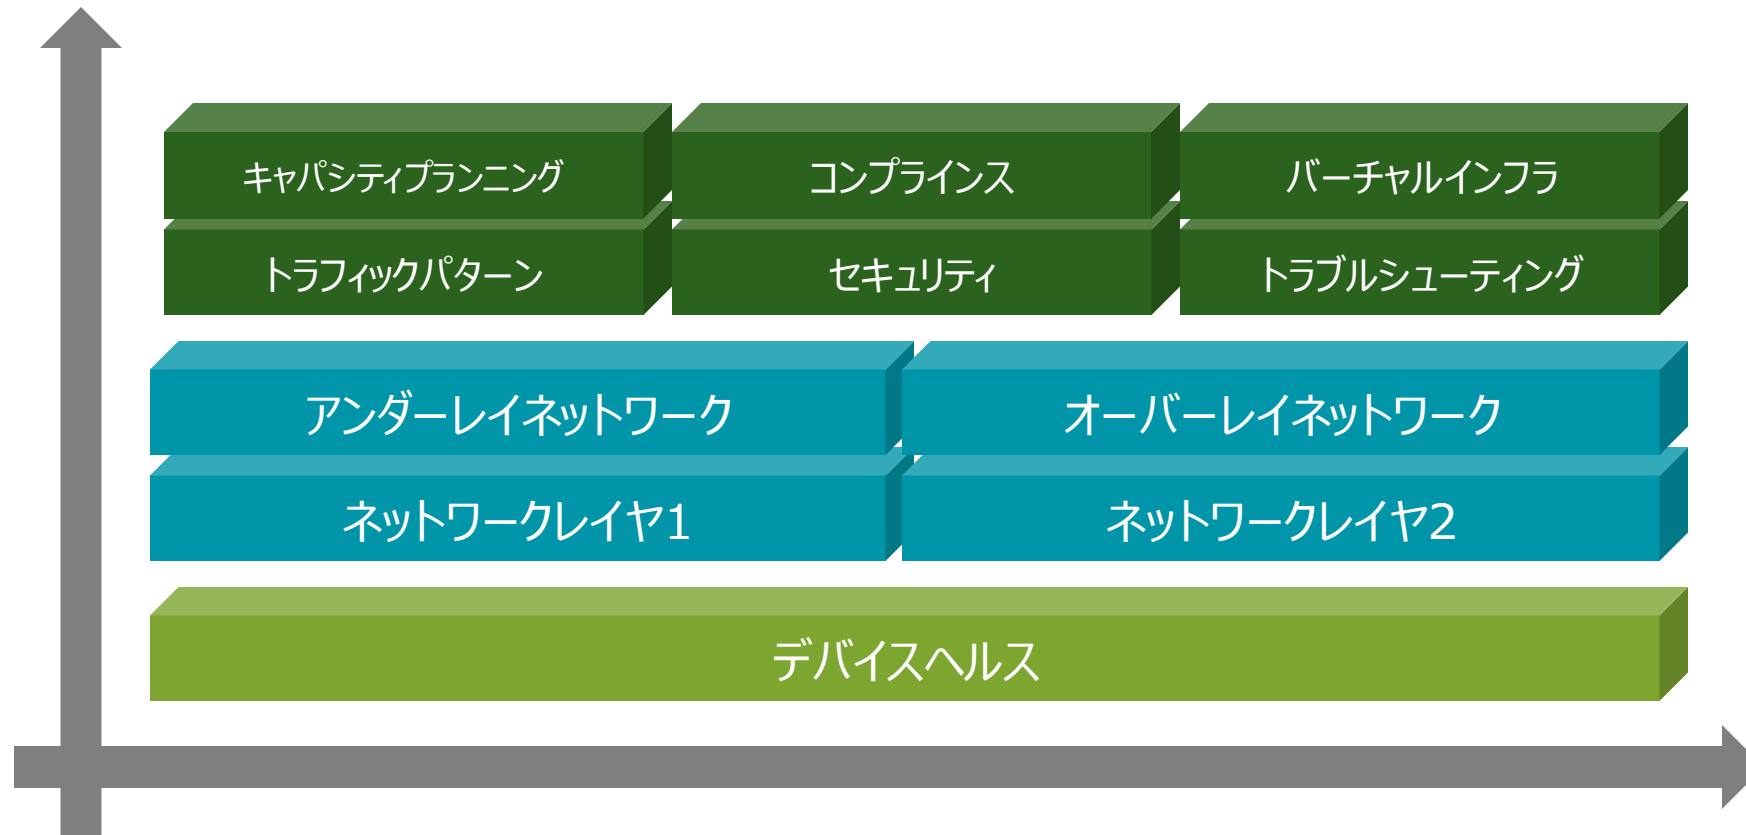 キャパシティプランニング
コンプラインス
バーチャルインフラ
トラフィックパターン
セキュリティ
トラブルシューティング
アンダーレイネットワーク
オーバーレイネットワーク
ネットワークレイヤ1
ネットワークレイヤ2
デバイスヘルス